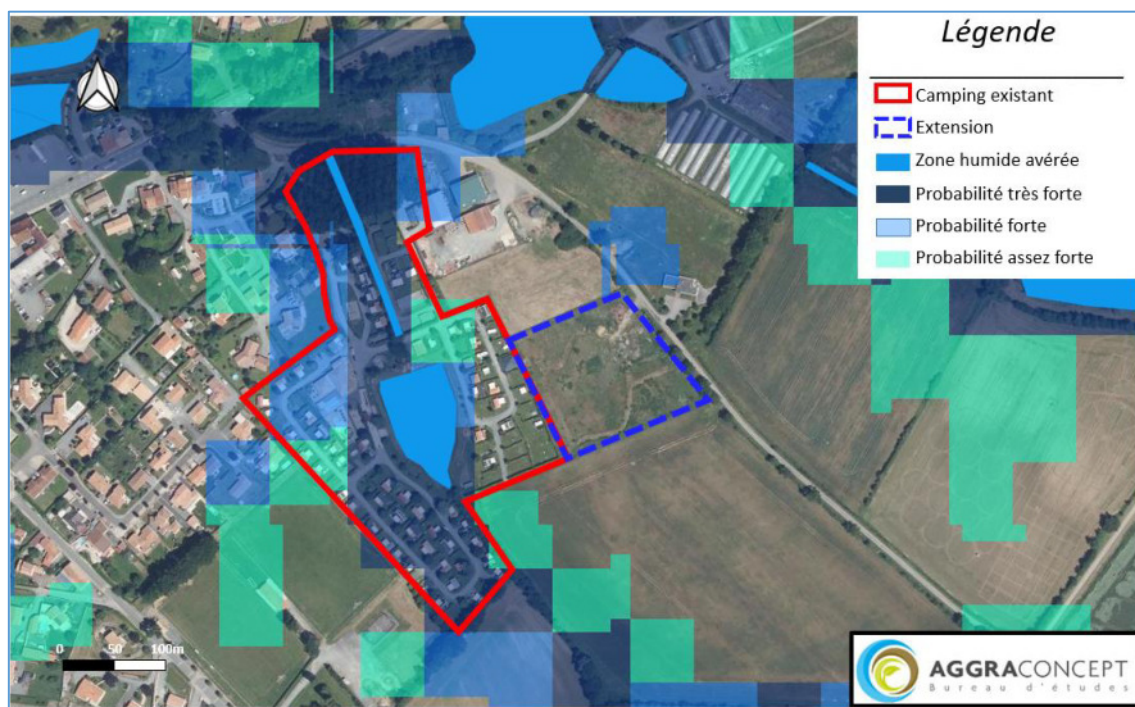 Légende
Camping existant
Extension
Zone humide avérée
Probabilité très forte
Probabilité forte
Probabilité assez forte
0 50 100m
AGGRACONCEPT
Bureau d'études